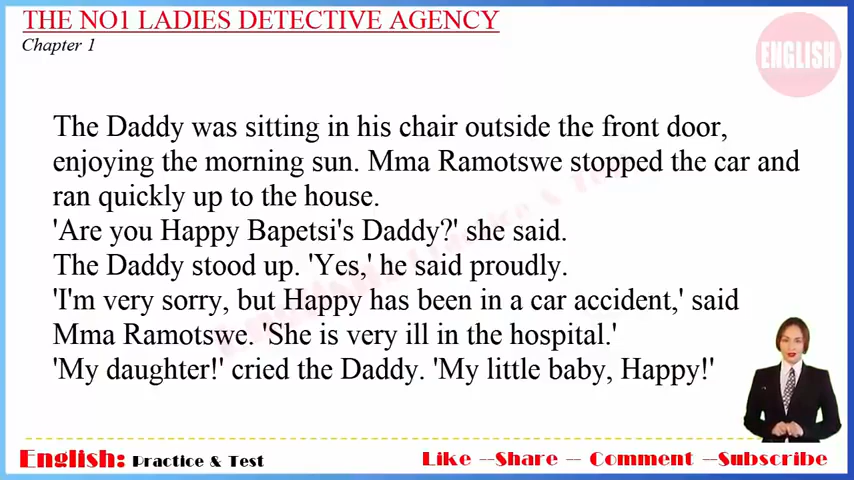 THE NO1 LADIES DETECTIVE AGENCY
Chapter 1
ENGLISH
The Daddy was sitting in his chair outside the front door,
enjoying the morning sun. Mma Ramotswe stopped the car and
ran quickly up to the house.
'Are you Happy Bapetsi's Daddy?' she said.
The Daddy stood up. 'Yes,' he said proudly.
'I'm very sorry, but Happy has been in a car accident,' said
Mma Ramotswe. 'She is very ill in the hospital.'
'My daughter!' cried the Daddy. 'My little baby, Happy!'
English: Practice & Test
Like --Share -- Comment --Subscribe